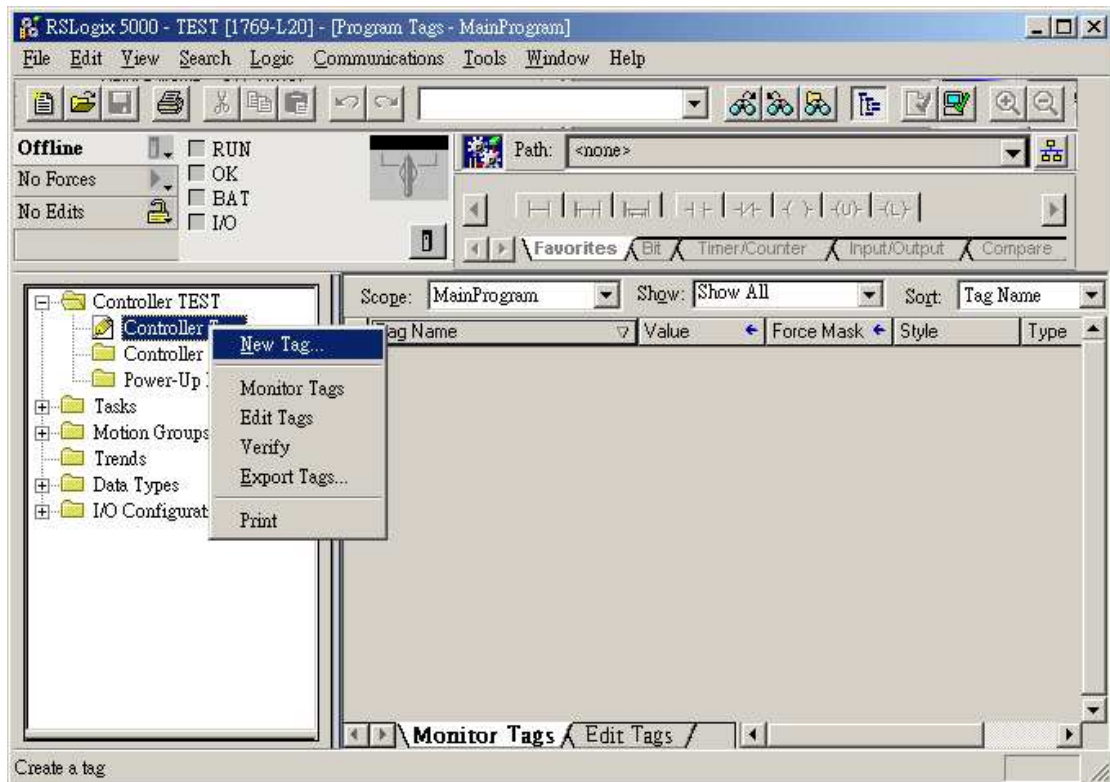 RSLogix 5000 - TEST [1769-L20] - [Program Tags - MainProgram]
File Edit View Search Logic Communications Tools Window Help
Offline
RUN
Path: <none>
No Forces
OK
No Edits
BAT
I/O
Favorites Bit Timer/Counter Input/Output Compare
Controller TEST
Scope: MainProgram Show: Show All Sort: Tag Name
Controller
Tag Name Value Force Mask Style Type
New Tag...
Controller
Power-Up
Monitor Tags
Tasks
Edit Tags
Motion Groups
Verify
Trends
Export Tags...
Data Types
I/O Configurat
Print
Monitor Tags Edit Tags
Create a tag